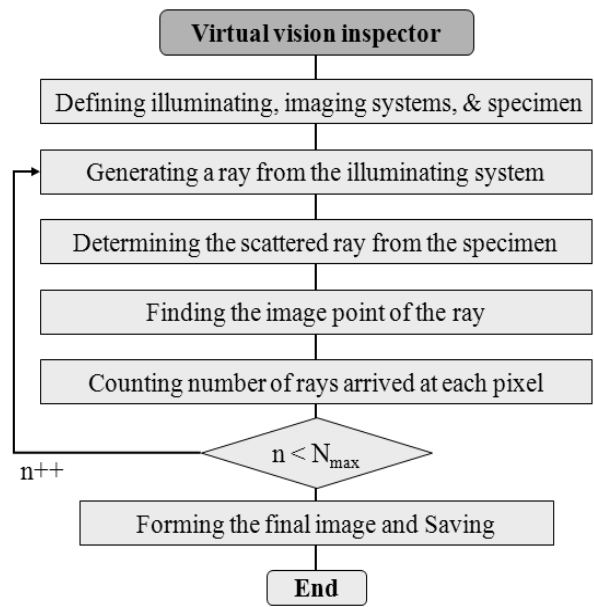 Virtual vision inspector
Defining illuminating, imaging systems, & specimen
Generating a ray from the illuminating system
Determining the scattered ray from the specimen
Finding the image point of the ray
Counting number of rays arrived at each pixel
n < Nmax
n++
Forming the final image and Saving
End